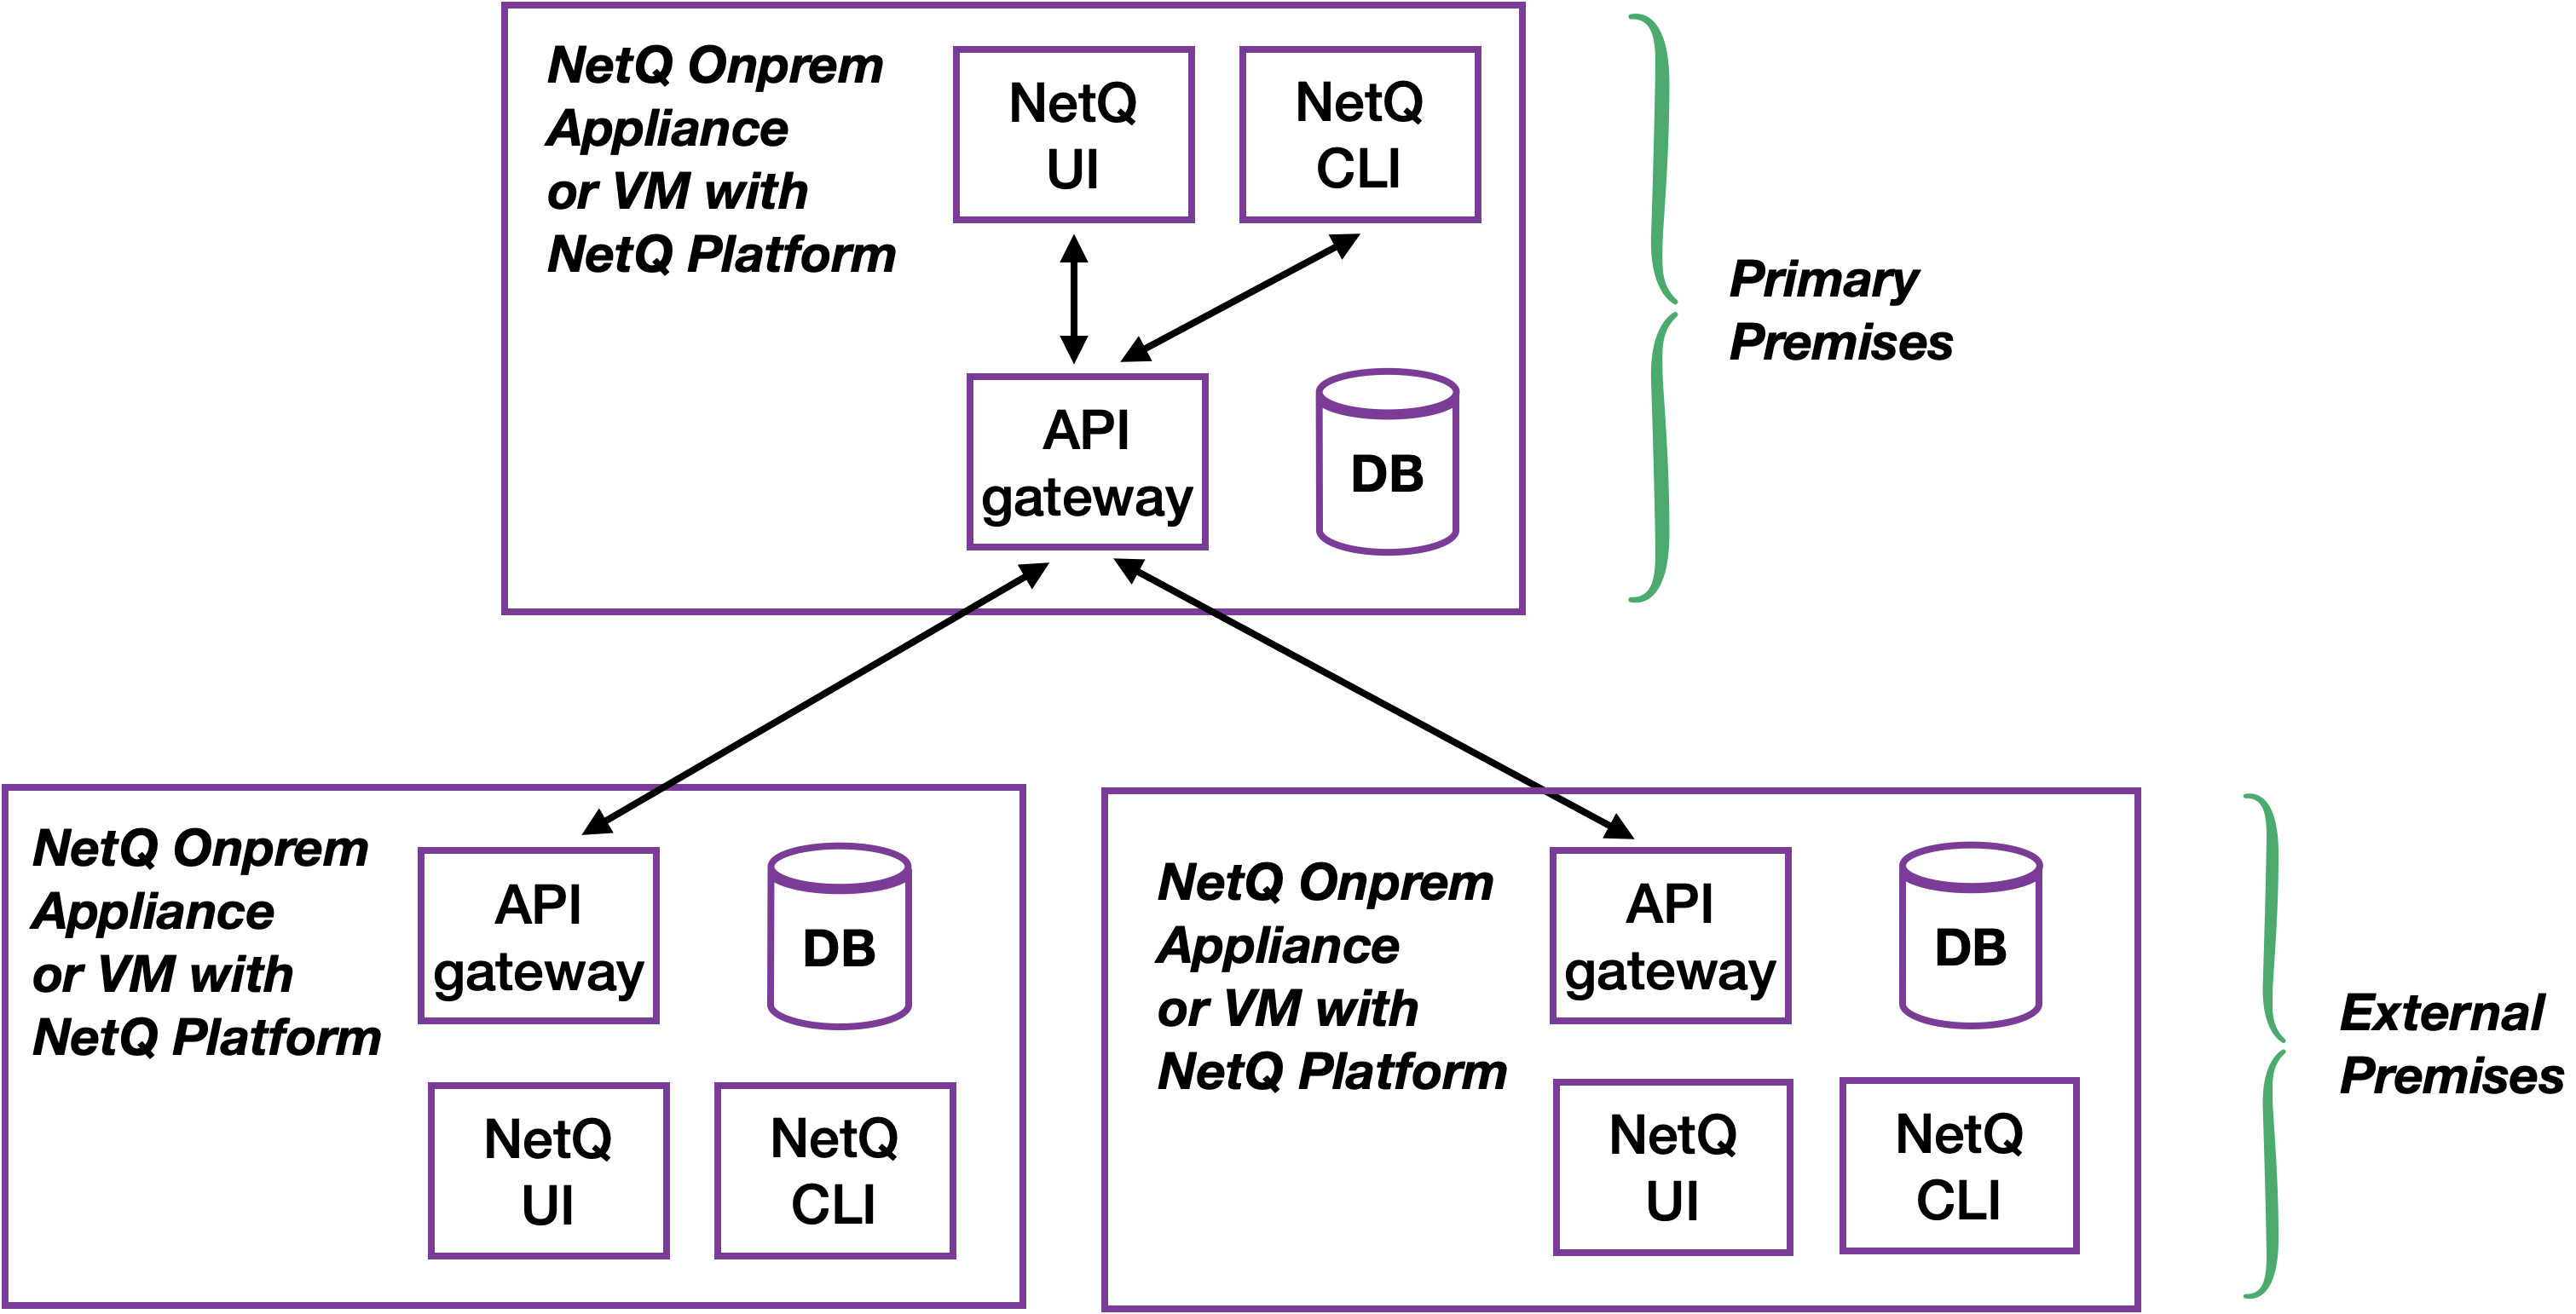 NetQ Onprem
Appliance
or VM with
NetQ Platform
NetQ
UI
NetQ
CLI
API
gateway
DB
Primary
Premises
NetQ Onprem
Appliance
or VM with
NetQ Platform
API
gateway
DB
NetQ
UI
NetQ
CLI
NetQ Onprem
Appliance
or VM with
NetQ Platform
API
gateway
DB
NetQ
UI
NetQ
CLI
External
Premises